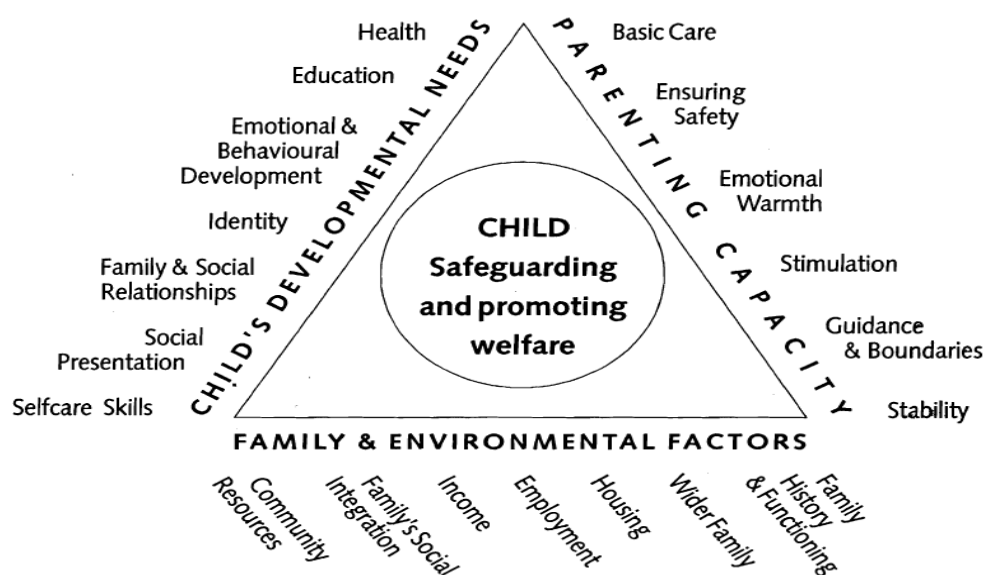 Health
Education
Emotional &
Behavioural
Development
Identity
Family & Social
Relationships
Social
Presentation
Selfcare Skills
CHILD'S DEVELOPMENTAL NEEDS
CHILD
Safeguarding
and promoting
welfare
PARENTING CAPACITY
Basic Care
Ensuring
Safety
Emotional
Warmth
Stimulation
Guidance
& Boundaries
Stability
FAMILY & ENVIRONMENTAL FACTORS
Community
Resources
Family's Social
Integration
Income
Employment
Housing
Wider Family
Family
History
& Functioning